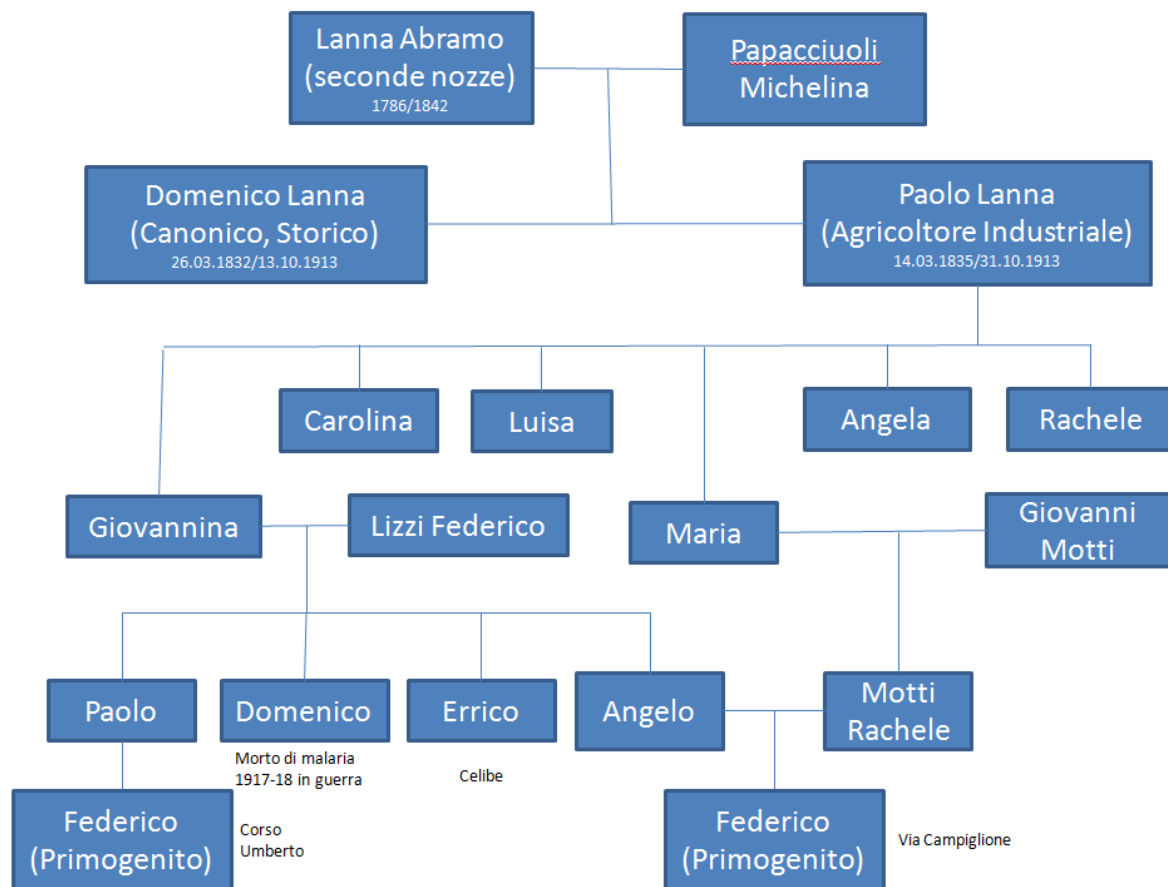 Lanna Abramo
(seconde nozze)
1786/1842
Papacciuoli
Michelina
Domenico Lanna
(Canonico, Storico)
26.03.1832/13.10.1913
Paolo Lanna
(Agricoltore Industriale)
14.03.1835/31.10.1913
Carolina
Luisa
Angela
Rachele
Giovannina
Lizzi Federico
Maria
Giovanni
Motti
Paolo
Domenico
Errico
Angelo
Motti
Rachele
Morto di malaria
1917-18 in guerra
Celibe
Federico
(Primogenito)
Corso
Umberto
Federico
(Primogenito)
Via Campiglione